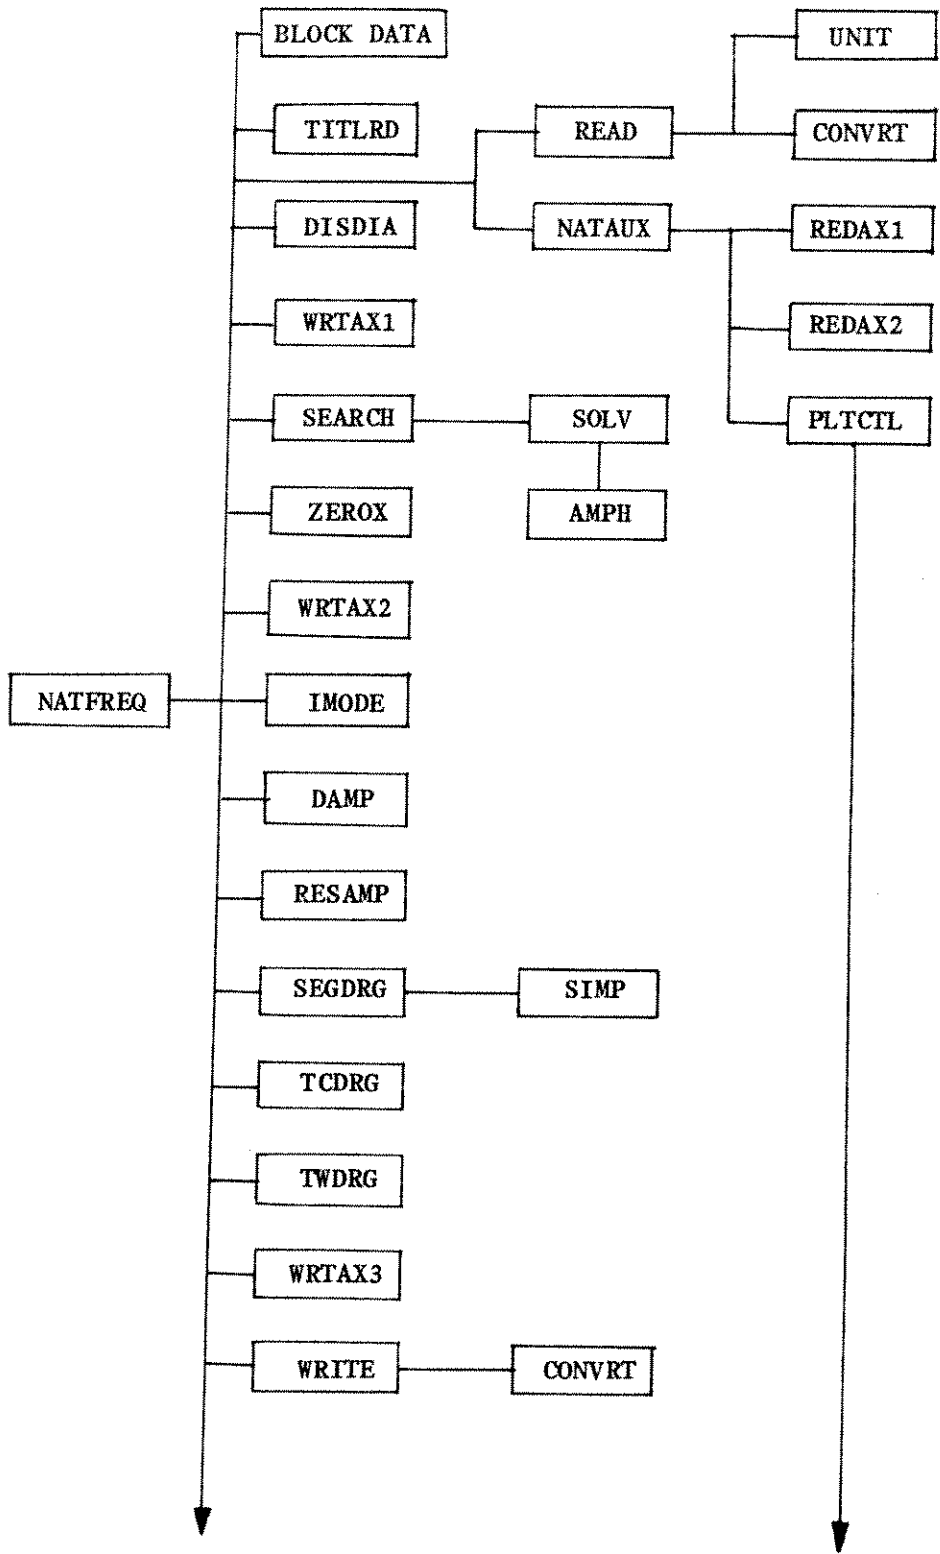 BLOCK DATA
UNIT
TITLRD
READ
CONVRT
DISDIA
NATAUX
REDAX1
WRTAX1
REDAX2
SEARCH
SOLV
PLTCTL
ZEROX
AMPH
WRTAX2
NATFREQ
IMODE
DAMP
RESAMP
SEGDRG
SIMP
TCDRG
TWDRG
WRTAX3
WRITE
CONVRT